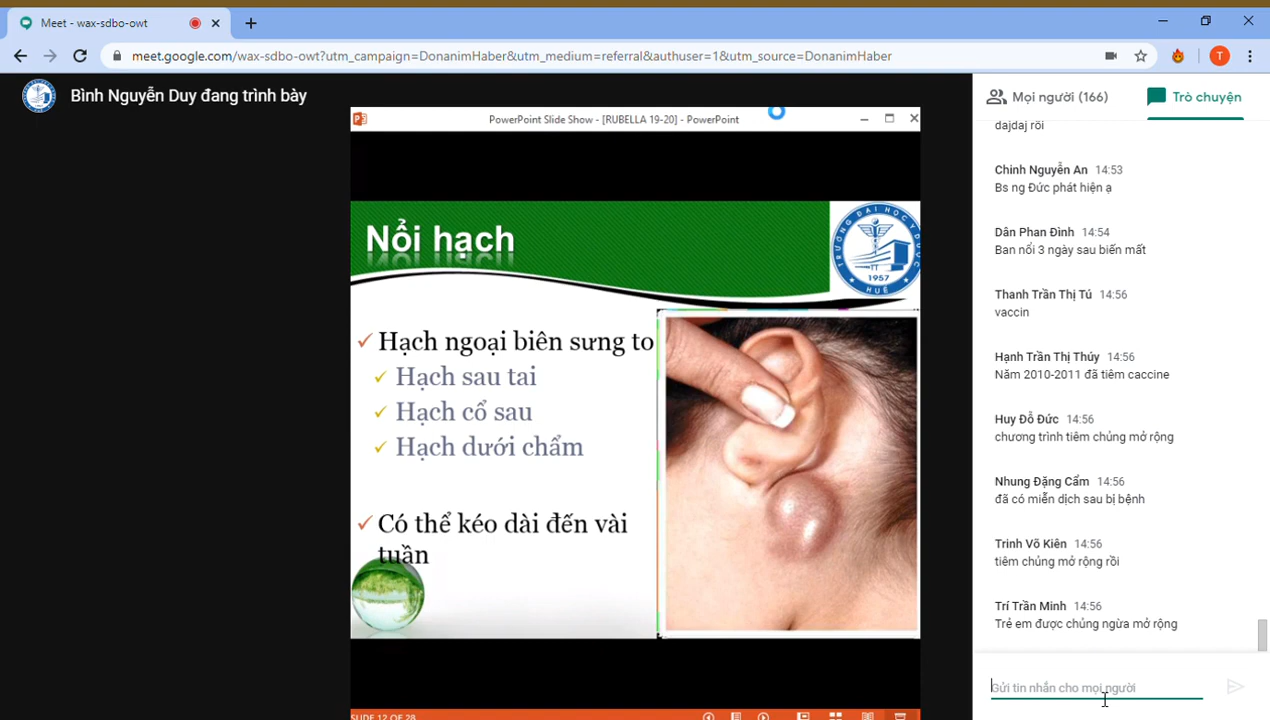 Meet - wax-sdbo-owt
meet.google.com/wax-sdbo-owt?utm_campaign=DonanimHaber&utm_medium=referral&authuser=1&utm_source=DonanimHaber
T
Bình Nguyễn Duy đang trình bày
PowerPoint Slide Show - [RUBELLA 19-20] - PowerPoint
Nổi hạch
TRƯỜNG ĐẠI HỌC Y DƯỢC
TT
1957
HUẾ
Hạch ngoại biên sưng to
Hạch sau tai
Hạch cổ sau
Hạch dưới chẩm
Có thể kéo dài đến vài
tuần
SLIDE 12 OF 28
Mọi người (166)
Trò chuyện
dajdaj rồi
Chinh Nguyễn An 14:53
Bs ng Đức phát hiện ạ
Dân Phan Đình 14:54
Ban nổi 3 ngày sau biến mất
Thanh Trần Thị Tú 14:56
vaccin
Hạnh Trần Thị Thúy 14:56
Năm 2010-2011 đã tiêm caccine
Huy Đỗ Đức 14:56
chương trình tiêm chủng mở rộng
Nhung Đặng Cẩm 14:56
đã có miễn dịch sau bị bệnh
Trinh Võ Kiên 14:56
tiêm chủng mở rộng rồi
Trí Trần Minh 14:56
Trẻ em được chủng ngừa mở rộng
Gửi tin nhắn cho mọi người